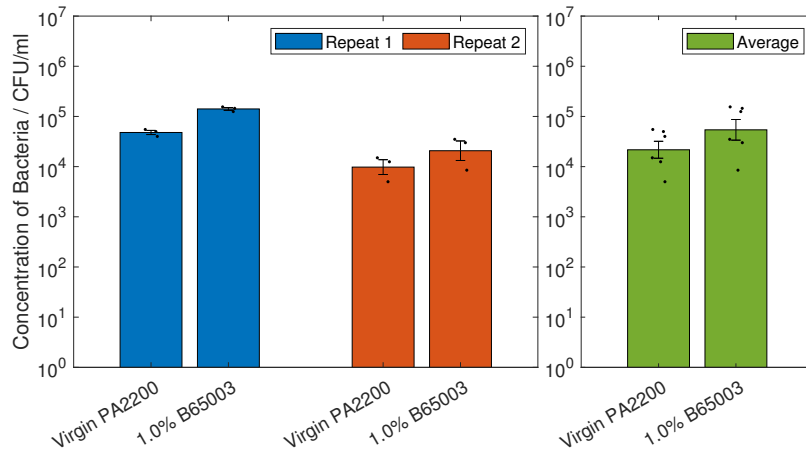 Concentration of Bacteria / CFU/ml
10^7
10^6
10^5
10^4
10^3
10^2
10^1
10^0
Repeat 1
Repeat 2
Virgin PA2200
1.0% B65003
Virgin PA2200
1.0% B65003
10^7
10^6
10^5
10^4
10^3
10^2
10^1
10^0
Average
Virgin PA2200
1.0% B65003